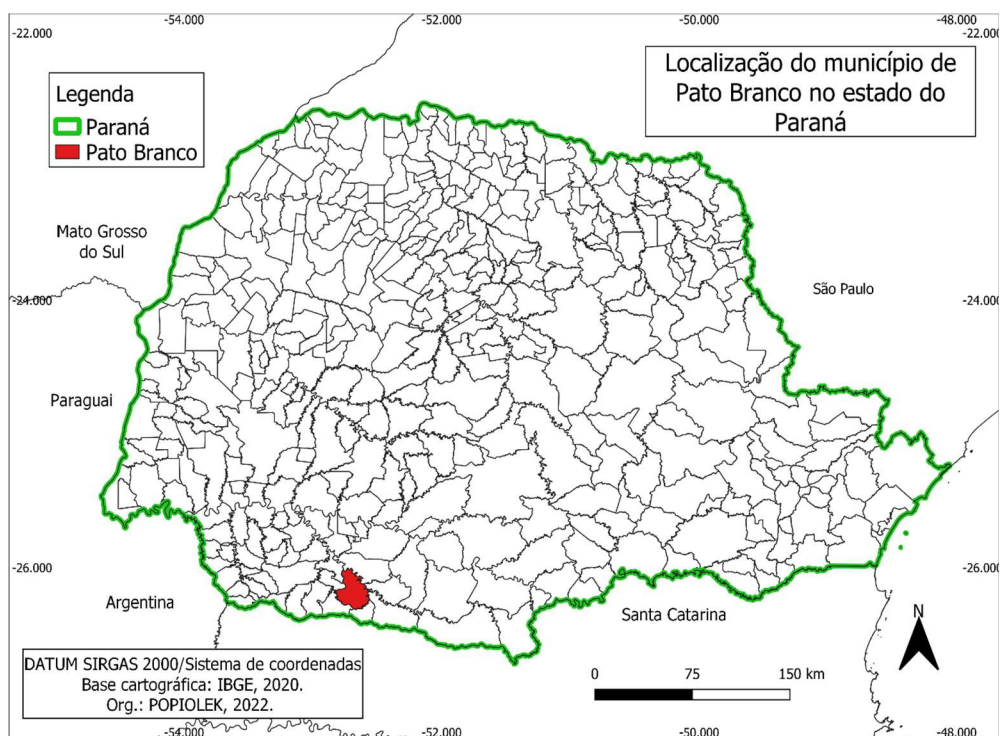 -54.000
-52.000
-50.000
-48.000
-22.000
-22.000
Localização do município de
Pato Branco no estado do
Paraná
Legenda
Paraná
Pato Branco
Mato Grosso
do Sul
São Paulo
-24.000
-24.000
Paraguai
-26.000
-26.000
Argentina
Santa Catarina
N
DATUM SIRGAS 2000/Sistema de coordenadas
Base cartográfica: IBGE, 2020.
Org.: POPIOLEK, 2022.
0
75
150 km
-54.000
-52.000
-50.000
-48.000